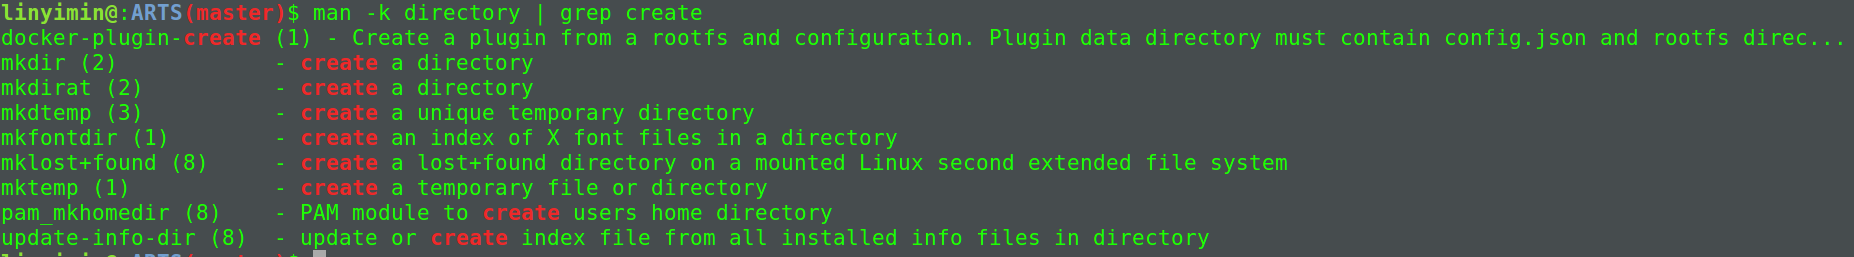 linyimin@:ARTS(master)$ man -k directory | grep create
docker-plugin-create (1) - Create a plugin from a rootfs and configuration. Plugin data directory must contain config.json and rootfs direc...
mkdir (2)            - create a directory
mkdirat (2)          - create a directory
mkdtemp (3)          - create a unique temporary directory
mkfontdir (1)        - create an index of X font files in a directory
mklost+found (8)     - create a lost+found directory on a mounted Linux second extended file system
mktemp (1)           - create a temporary file or directory
pam_mkhomedir (8)    - PAM module to create users home directory
update-info-dir (8)  - update or create index file from all installed info files in directory
linyimin@:ARTS(master)$